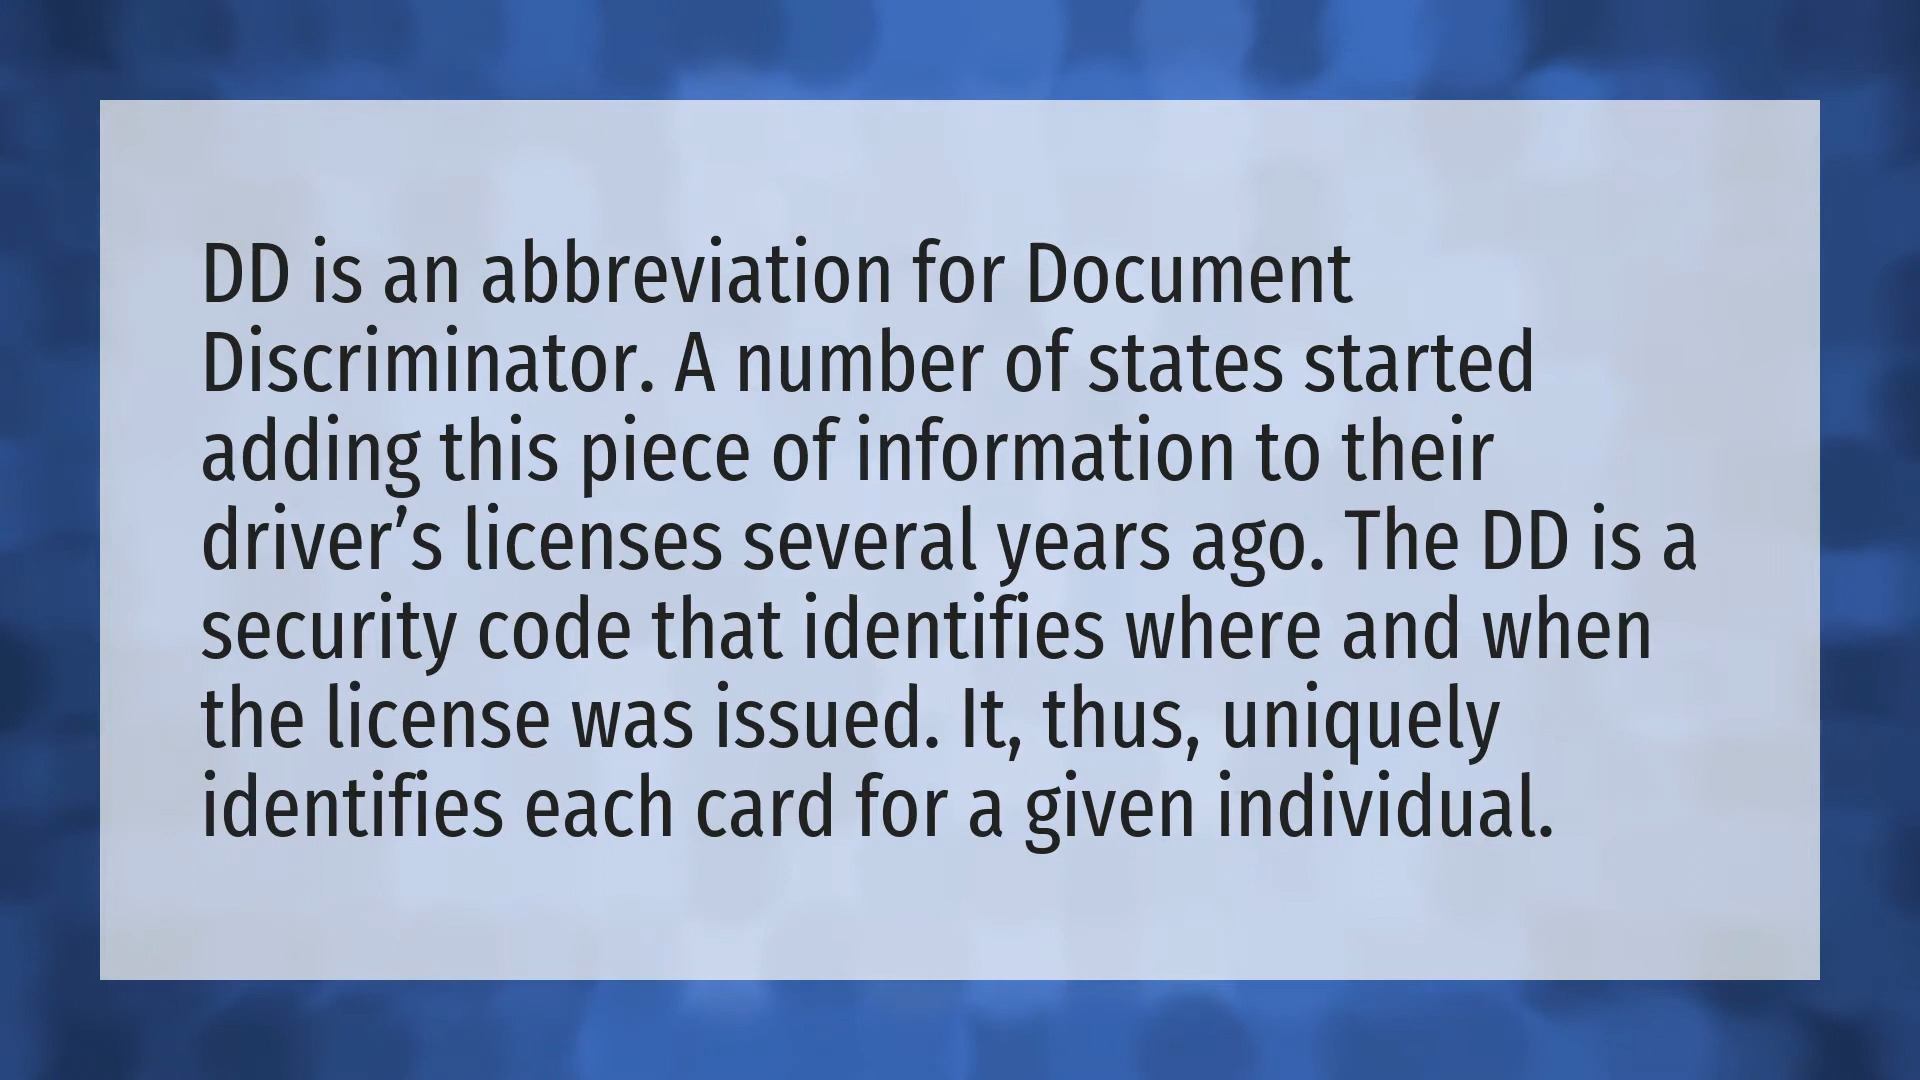 DD is an abbreviation for Document
Discriminator. A number of states started
adding this piece of information to their
driver’s licenses several years ago. The DD is a
security code that identifies where and when
the license was issued. It, thus, uniquely
identifies each card for a given individual.